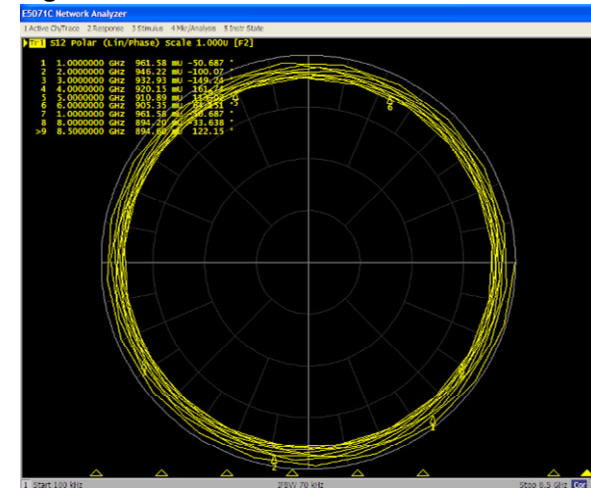 E5071C Network Analyzer
1 Active Ch/Trace 2 Response 3 Stimulus 4 Mkr/Analysis 5 Instr State
Tr1 S12 Polar (Lin/Phase) Scale 1.000U [F2]
1 1.0000000 GHz 961.58 mU -50.687 °
2 2.0000000 GHz 946.22 mU -100.07 °
3 3.0000000 GHz 932.93 mU -149.24 °
4 4.0000000 GHz 920.15 mU
5 5.0000000 GHz 910.89 mU
6 6.0000000 GHz 905.35 mU
7 1.0000000 GHz 961.58 mU -50.687 °
8 8.0000000 GHz 894.20 mU -33.638 °
>9 8.5000000 GHz 894.60 mU 122.15 °
1 Start 100 kHz IFBW 70 kHz Stop 8.5 GHz Cor